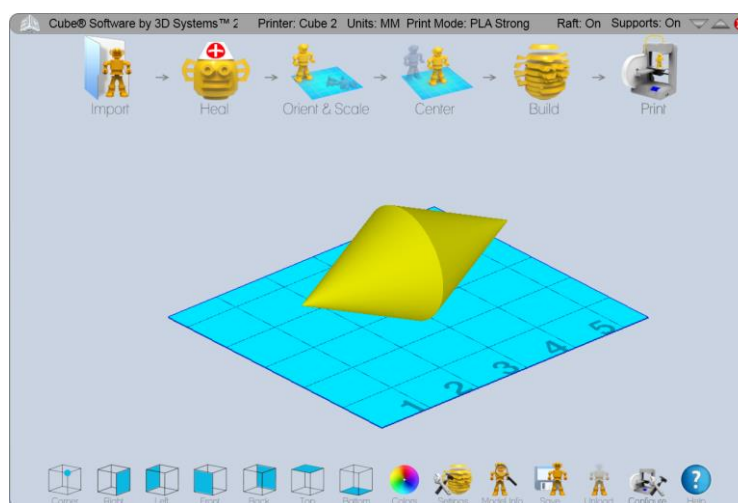 Cube® Software by 3D Systems™ 2 Printer: Cube 2 Units: MM Print Mode: PLA Strong Raft: On Supports: On
Import Heal Orient & Scale Center Build Print
1 2 3 4 5
Corner Right Left Front Back Top Bottom Colors Settings Model Info Save Upload Configure Help